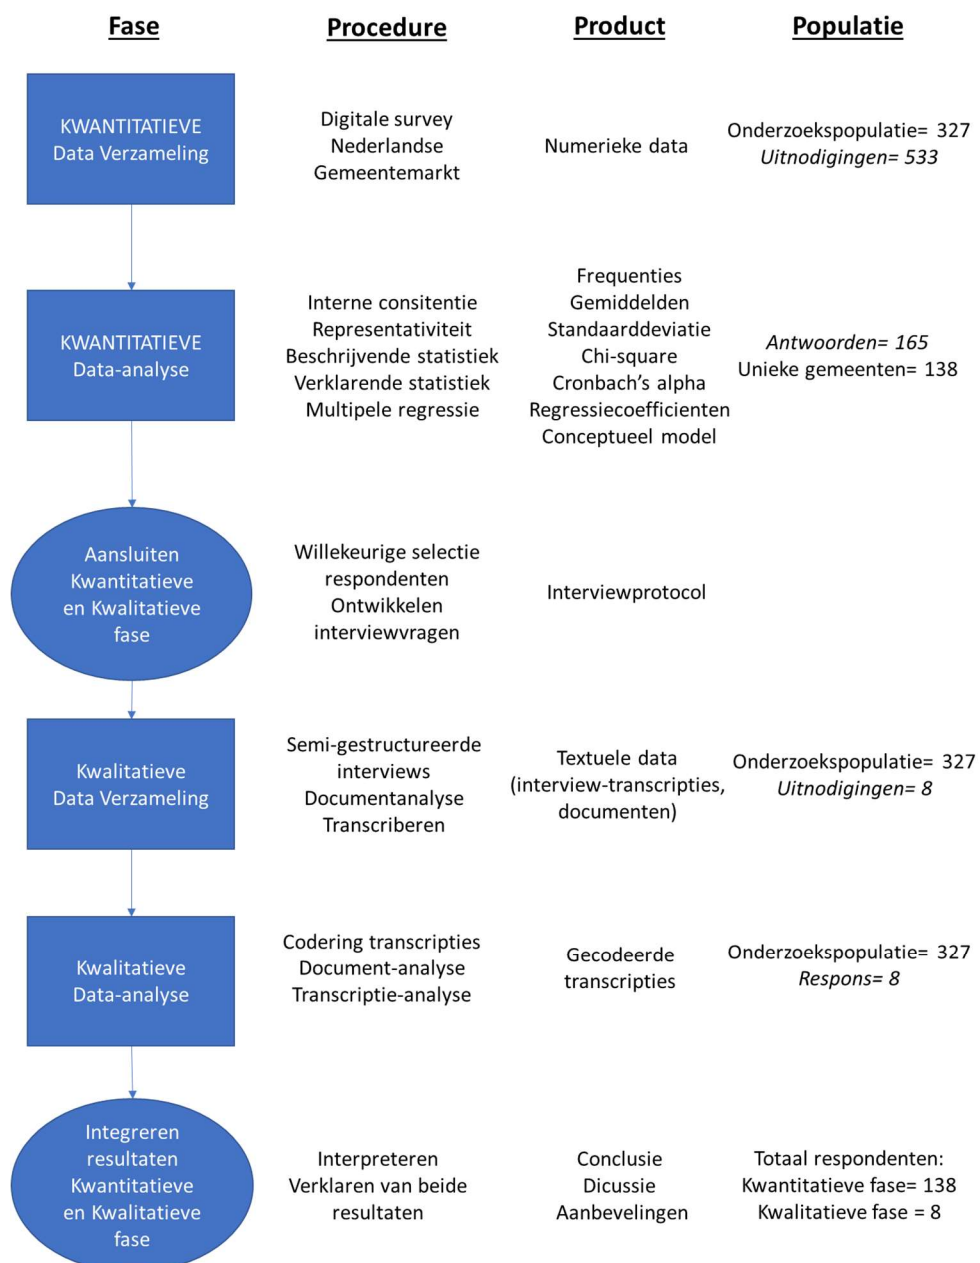 Fase
Procedure
Product
Populatie
KWANTITATIEVE
Data Verzameling
Digitale survey
Nederlandse
Gemeentemarkt
Numerieke data
Onderzoekspopulatie= 327
Uitnodigingen= 533
KWANTITATIEVE
Data-analyse
Interne consitentie
Representativiteit
Beschrijvende statistiek
Verklarende statistiek
Multipele regressie
Frequenties
Gemiddelden
Standaarddeviatie
Chi-square
Cronbach’s alpha
Regressiecoefficienten
Conceptueel model
Antwoorden= 165
Unieke gemeenten= 138
Aansluiten
Kwantitatieve
en Kwalitatieve
fase
Willekeurige selectie
respondenten
Ontwikkelen
interviewvragen
Interviewprotocol
Kwalitatieve
Data Verzameling
Semi-gestructureerde
interviews
Documentanalyse
Transcriberen
Textuele data
(interview-transcripties,
documenten)
Onderzoekspopulatie= 327
Uitnodigingen= 8
Kwalitatieve
Data-analyse
Codering transcripties
Document-analyse
Transcriptie-analyse
Gecodeerde
transcripties
Onderzoekspopulatie= 327
Respons= 8
Integreren
resultaten
Kwantitatieve
en Kwalitatieve
fase
Interpreteren
Verklaren van beide
resultaten
Conclusie
Dicussie
Aanbevelingen
Totaal respondenten:
Kwantitatieve fase= 138
Kwalitatieve fase = 8